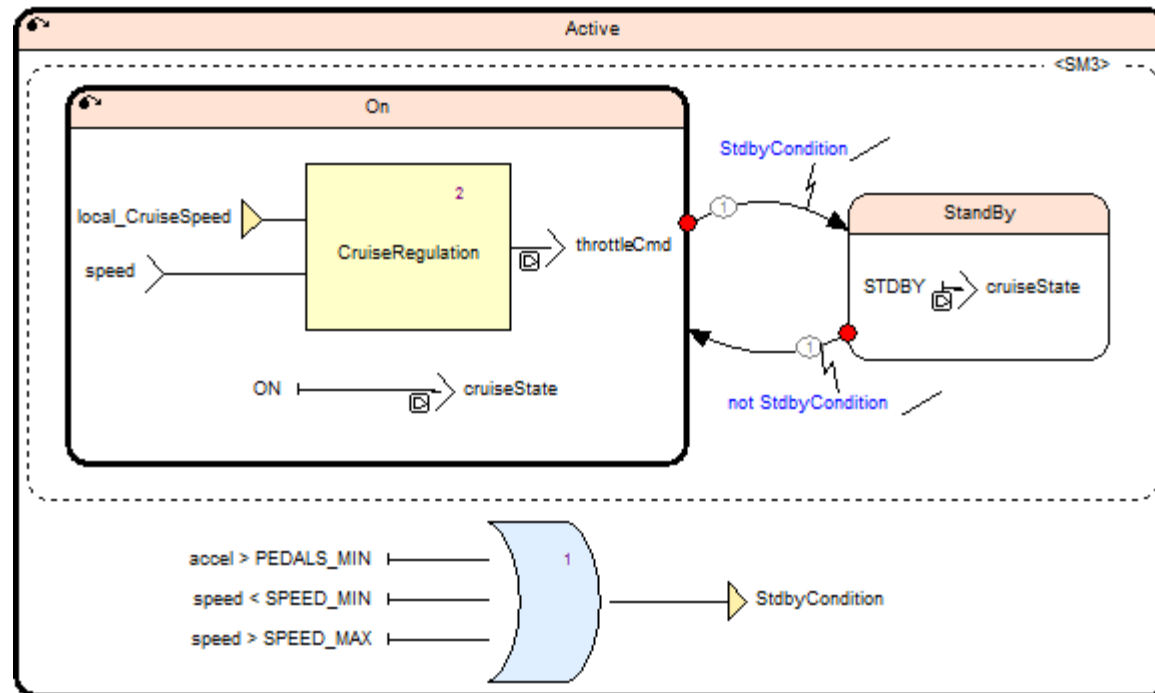 Active
<SM3>
On
StdbyCondition
1
StandBy
local_CruiseSpeed
2
CruiseRegulation
throttleCmd
speed
STDBY
cruiseState
1
ON
cruiseState
not StdbyCondition
accel > PEDALS_MIN
1
speed < SPEED_MIN
StdbyCondition
speed > SPEED_MAX